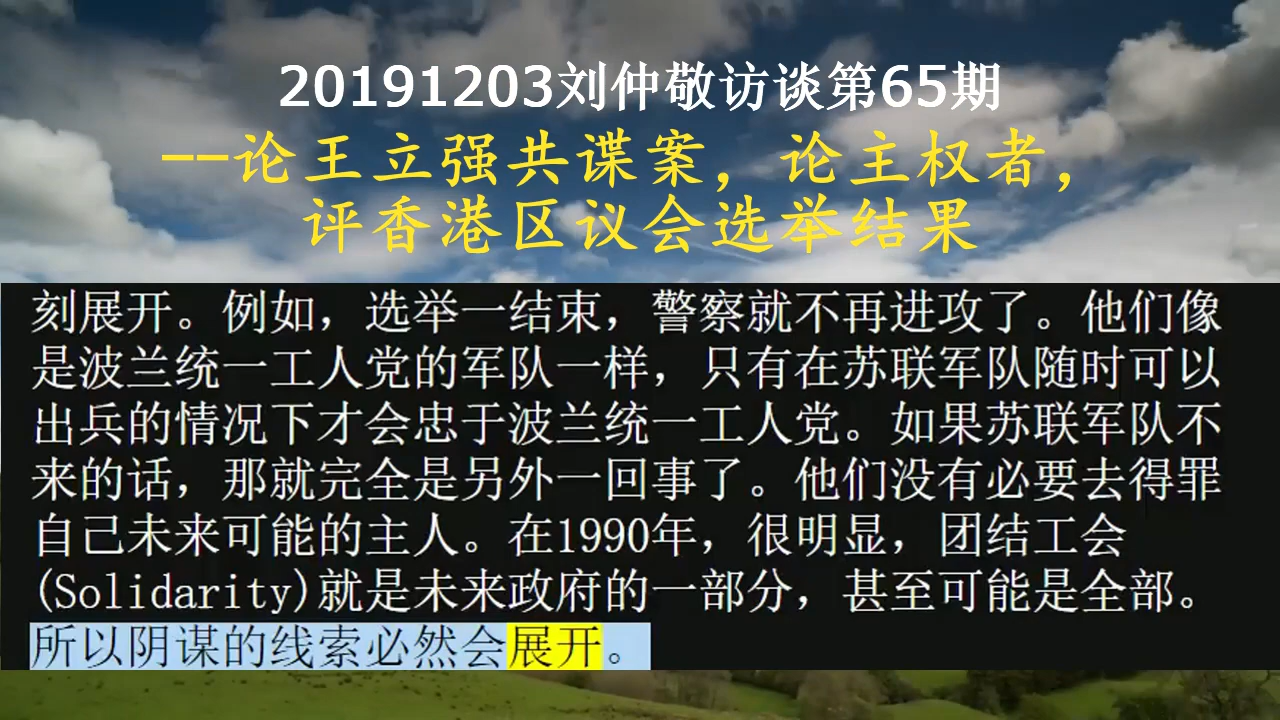 20191203刘仲敬访谈第65期
--论王立强共谍案，论主权者，
评香港区议会选举结果
刻展开。例如，选举一结束，警察就不再进攻了。他们像
是波兰统一工人党的军队一样，只有在苏联军队随时可以
出兵的情况下才会忠于波兰统一工人党。如果苏联军队不
来的话，那就完全是另外一回事了。他们没有必要去得罪
自己未来可能的主人。在1990年，很明显，团结工会
(Solidarity)就是未来政府的一部分，甚至可能是全部。
所以阴谋的线索必然会展开。